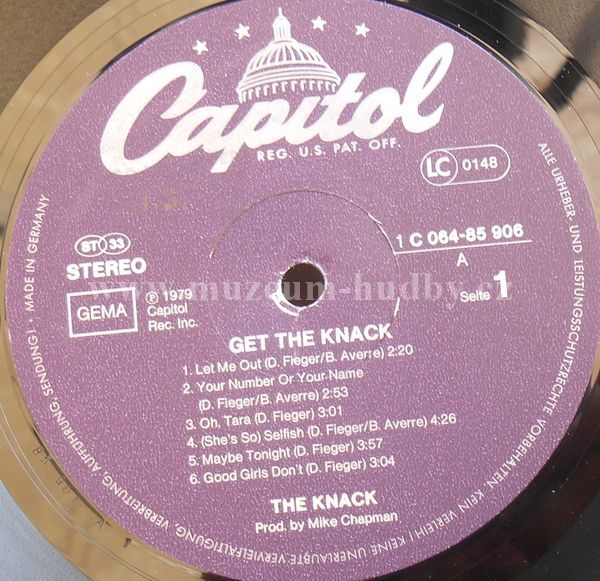 Capitol
REG. U.S. PAT. OFF.
LC 0148
MADE IN GERMANY
ST 33
STEREO
GEMA
℗ 1979
Capitol
Rec. Inc.
1 C 064-85 906
A
Seite 1
www.muzeum-hudby.cz
GET THE KNACK
1. Let Me Out (D. Fieger/B. Averre) 2:20
2. Your Number Or Your Name
(D. Fieger/B. Averre) 2:53
3. Oh, Tara (D. Fieger) 3:01
4. (She's So) Selfish (D. Fieger/B. Averre) 4:26
5. Maybe Tonight (D. Fieger) 3:57
6. Good Girls Don't (D. Fieger) 3:04
THE KNACK
Prod. by Mike Chapman
ALLE URHEBER- UND LEISTUNGSSCHUTZRECHTE VORBEHALTEN. KEIN VERLEIH! KEINE UNERLAUBTE VERVIELFÄLTIGUNG, VERBREITUNG, AUFFÜHRUNG, SENDUNG!